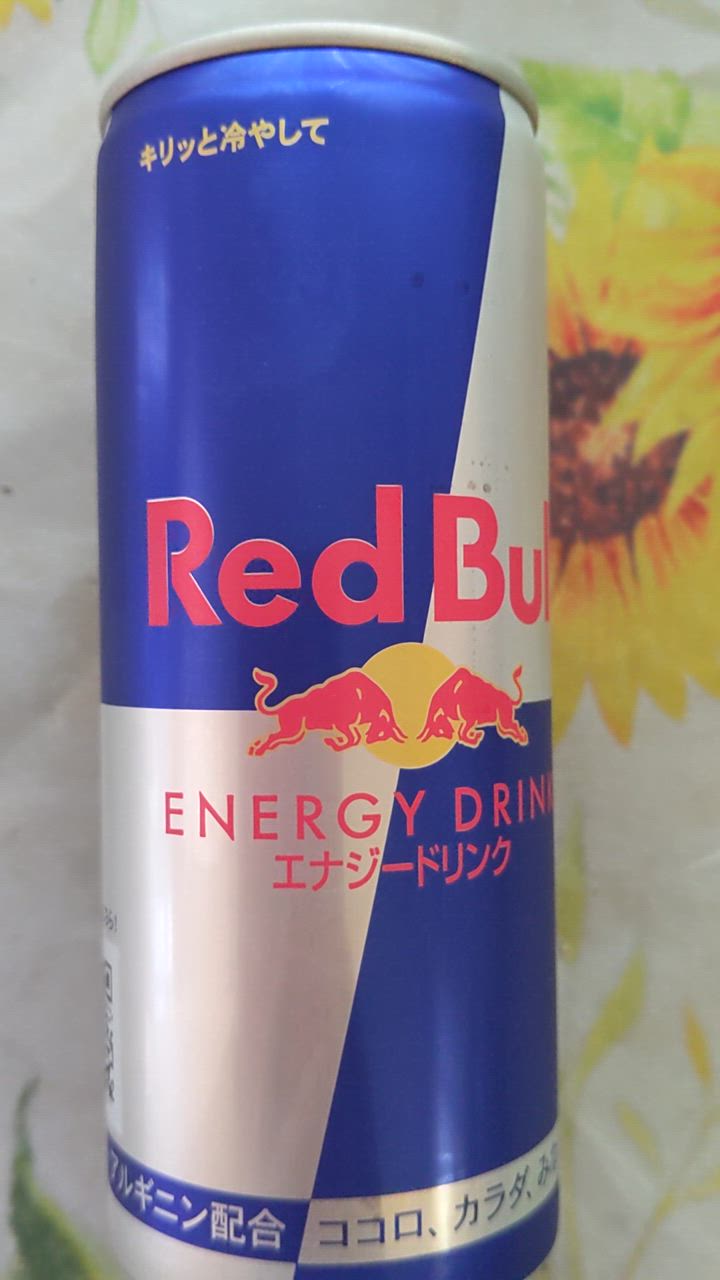 キリッと冷やして
Red Bul
ENERGY DRINK
エナジードリンク
アルギニン配合
ココロ、カラダ、み